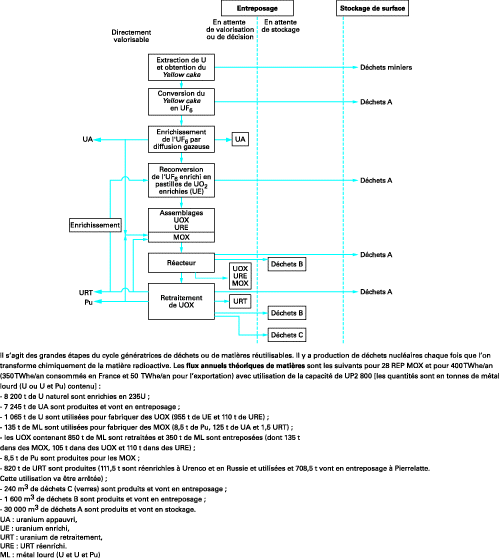 Entreposage
Stockage de surface
Directement
valorisable
En attente
de valorisation
ou de décision
En attente
de stockage
Extraction de U
et obtention du
Yellow cake
Déchets miniers
Conversion du
Yellow cake
en UF6
Déchets A
UA
Enrichissement
de l'UF6 par
diffusion gazeuse
UA
Reconversion
de l'UF6 enrichi en
pastilles de UO2
enrichies (UE)
Déchets A
Enrichissement
Assemblages
UOX
URE
MOX
Réacteur
Déchets A
Déchets B
UOX
URE
MOX
URT
Pu
Retraitement
de UOX
Déchets A
URT
Déchets B
Déchets C
Il s'agit des grandes étapes du cycle génératrices de déchets ou de matières réutilisables. Il y a production de déchets nucléaires chaque fois que l'on
transforme chimiquement de la matière radioactive. Les flux annuels théoriques de matières sont les suivants pour 28 REP MOX et pour 400 TWhe/an
(350 TWhe/an consommés en France et 50 TWhe/an pour l'exportation) avec utilisation de la capacité de UP2 800 [les quantités sont en tonnes de métal
lourd (U ou U et Pu) contenu] :
- 8 200 t de U naturel sont enrichies en 235U ;
- 7 245 t de UA sont produites et vont en entreposage ;
- 1 065 t de U sont utilisées pour fabriquer des UOX (955 t de UE et 110 t de URE) ;
- 135 t de ML sont utilisées pour fabriquer des MOX (8,5 t de Pu, 125 t de UA et 1,5 URT) ;
- les UOX contenant 850 t de ML sont retraitées et 350 t de ML sont entreposées (dont 135 t
dans des MOX, 105 t dans des UOX et 110 t dans des URE) ;
- 8,5 t de Pu sont produites pour les MOX ;
- 820 t de URT sont produites (111,5 t sont réenrichies à Urenco et en Russie et utilisées et 708,5 t vont en entreposage à Pierrelatte.
Cette utilisation va être arrêtée) ;
- 240 m3 de déchets C (verres) sont produits et vont en entreposage ;
- 1 600 m3 de déchets B sont produits et vont en entreposage ;
- 30 000 m3 de déchets A sont produits et vont en stockage.
UA : uranium appauvri,
UE : uranium enrichi,
URT : uranium de retraitement,
URE : URT réenrichi.
ML : métal lourd (U et U et Pu)